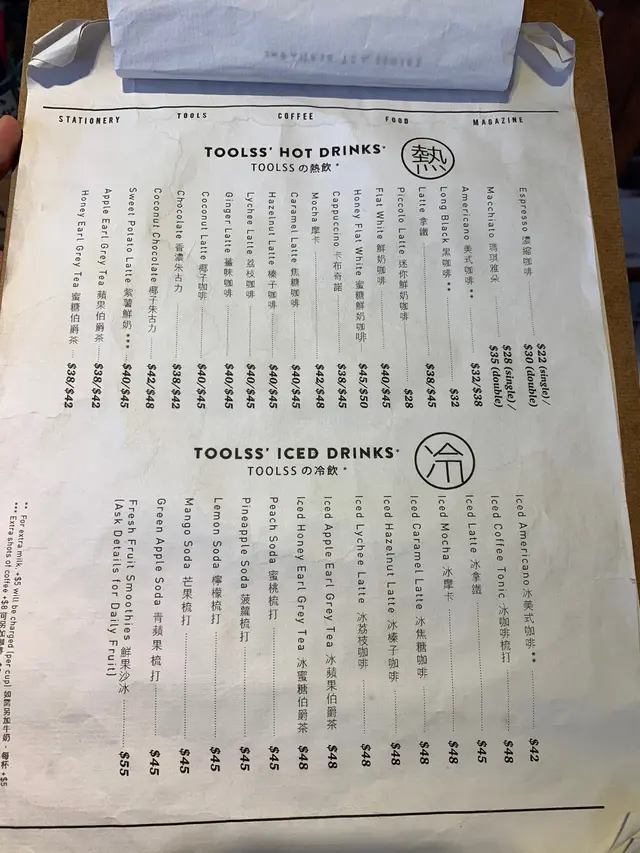 STATIONERY TOOLS COFFEE FOOD MAGAZINE
TOOLSS' HOT DRINKS*
TOOLSS の熱飲 *
熱
Espresso 濃縮咖啡 $22 (single) / $30 (double)
Macchiato 瑪琪雅朵 $28 (single) / $35 (double)
Americano 美式咖啡 ** $32/$38
Long Black 黑咖啡 ** $32
Latte 拿鐵 $38/$45
Piccolo Latte 迷你鮮奶咖啡 $28
Flat White 鮮奶咖啡 $40/$45
Honey Flat White 蜜糖鮮奶咖啡 $45/$50
Cappuccino 卡布奇諾 $38/$45
Mocha 摩卡 $42/$48
Caramel Latte 焦糖咖啡 $40/$45
Hazelnut Latte 榛子咖啡 $40/$45
Lychee Latte 荔枝咖啡 $40/$45
Ginger Latte 薑味咖啡 $40/$45
Coconut Latte 椰子咖啡 $40/$45
Chocolate 香濃朱古力 $38/$42
Coconut Chocolate 椰子朱古力 $42/$48
Sweet Potato Latte 紫薯鮮奶 *** $40/$45
Apple Earl Grey Tea 蘋果伯爵茶 $38/$42
Honey Earl Grey Tea 蜜糖伯爵茶 $38/$42
TOOLSS' ICED DRINKS*
TOOLSS の冷飲 *
冷
Iced Americano 冰美式咖啡 ** $42
Iced Coffee Tonic 冰咖啡梳打 $48
Iced Latte 冰拿鐵 $45
Iced Mocha 冰摩卡 $48
Iced Caramel Latte 冰焦糖咖啡 $48
Iced Hazelnut Latte 冰榛子咖啡 $48
Iced Lychee Latte 冰荔枝咖啡 $48
Iced Apple Earl Grey Tea 冰蘋果伯爵茶 $48
Iced Honey Earl Grey Tea 冰蜜糖伯爵茶 $48
Peach Soda 蜜桃梳打 $45
Pineapple Soda 菠蘿梳打 $45
Lemon Soda 檸檬梳打 $45
Mango Soda 芒果梳打 $45
Green Apple Soda 青蘋果梳打 $45
Fresh Fruit Smoothies 鮮果沙冰 $55
(Ask Details for Daily Fruit)
** For extra milk, +$5 will be charged (per cup) 如需另加牛奶，每杯 +$5
*** Extra shots of coffee +$8